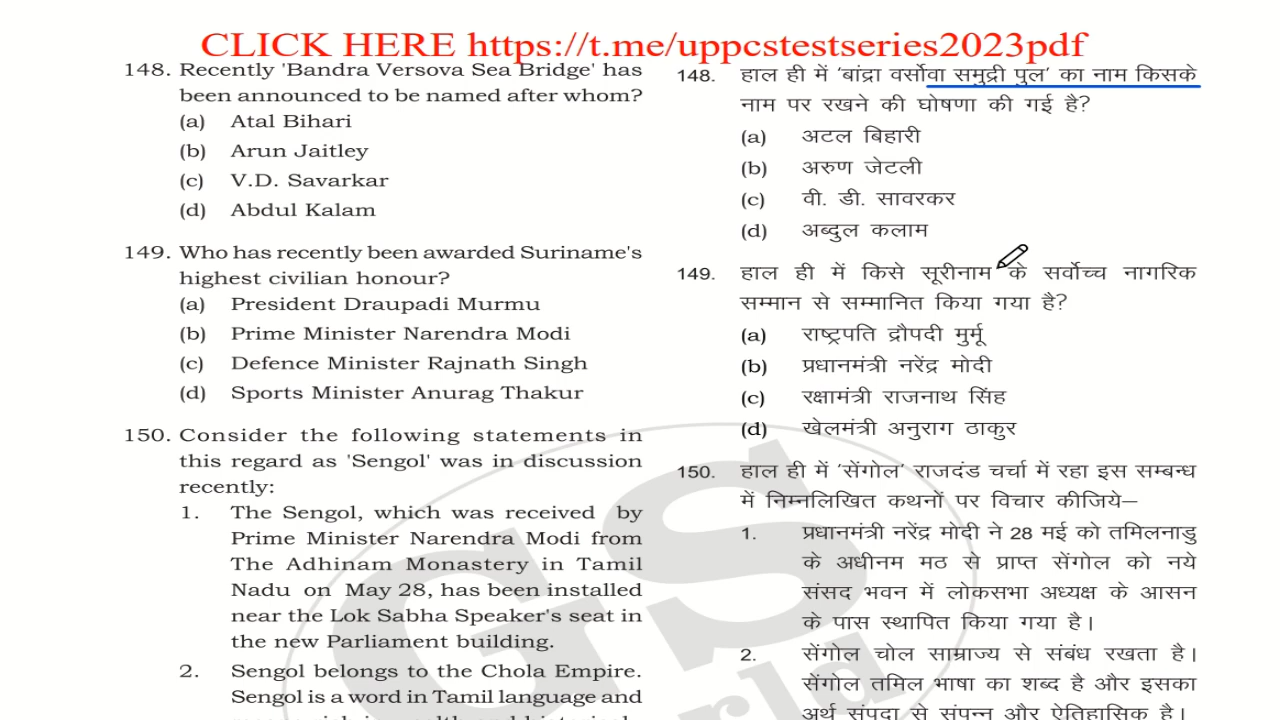 CLICK HERE https://t.me/uppcstestseries2023pdf
148. Recently 'Bandra Versova Sea Bridge' has
been announced to be named after whom?
(a) Atal Bihari
(b) Arun Jaitley
(c) V.D. Savarkar
(d) Abdul Kalam
149. Who has recently been awarded Suriname's
highest civilian honour?
(a) President Draupadi Murmu
(b) Prime Minister Narendra Modi
(c) Defence Minister Rajnath Singh
(d) Sports Minister Anurag Thakur
150. Consider the following statements in
this regard as 'Sengol' was in discussion
recently:
1. The Sengol, which was received by
Prime Minister Narendra Modi from
The Adhinam Monastery in Tamil
Nadu on May 28, has been installed
near the Lok Sabha Speaker's seat in
the new Parliament building.
2. Sengol belongs to the Chola Empire.
Sengol is a word in Tamil language and
148. हाल ही में 'बांद्रा वर्सोवा समुद्री पुल' का नाम किसके
नाम पर रखने की घोषणा की गई है?
(a) अटल बिहारी
(b) अरुण जेटली
(c) वी. डी. सावरकर
(d) अब्दुल कलाम
149. हाल ही में किसे सूरीनाम के सर्वोच्च नागरिक
सम्मान से सम्मानित किया गया है?
(a) राष्ट्रपति द्रौपदी मुर्मू
(b) प्रधानमंत्री नरेंद्र मोदी
(c) रक्षामंत्री राजनाथ सिंह
(d) खेलमंत्री अनुराग ठाकुर
150. हाल ही में 'सेंगोल' राजदंड चर्चा में रहा इस सम्बन्ध
में निम्नलिखित कथनों पर विचार कीजिये–
1. प्रधानमंत्री नरेंद्र मोदी ने 28 मई को तमिलनाडु
के अधीनम मठ से प्राप्त सेंगोल को नये
संसद भवन में लोकसभा अध्यक्ष के आसन
के पास स्थापित किया गया है।
2. सेंगोल चोल साम्राज्य से संबंध रखता है।
सेंगोल तमिल भाषा का शब्द है और इसका
अर्थ संपदा से संपन्न और ऐतिहासिक है।
GS